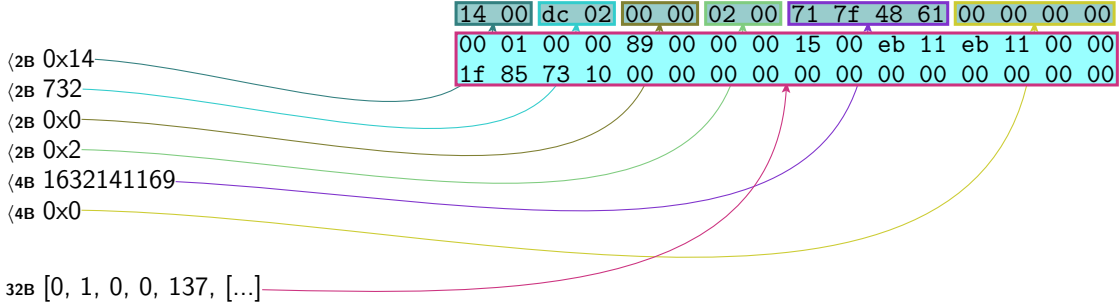 14 00 dc 02 00 00 02 00 71 7f 48 61 00 00 00 00
00 01 00 00 89 00 00 00 15 00 eb 11 eb 11 00 00
1f 85 73 10 00 00 00 00 00 00 00 00 00 00 00 00
⟨2B 0x14
⟨2B 732
⟨2B 0x0
⟨2B 0x2
⟨4B 1632141169
⟨4B 0x0
32B [0, 1, 0, 0, 137, [...]